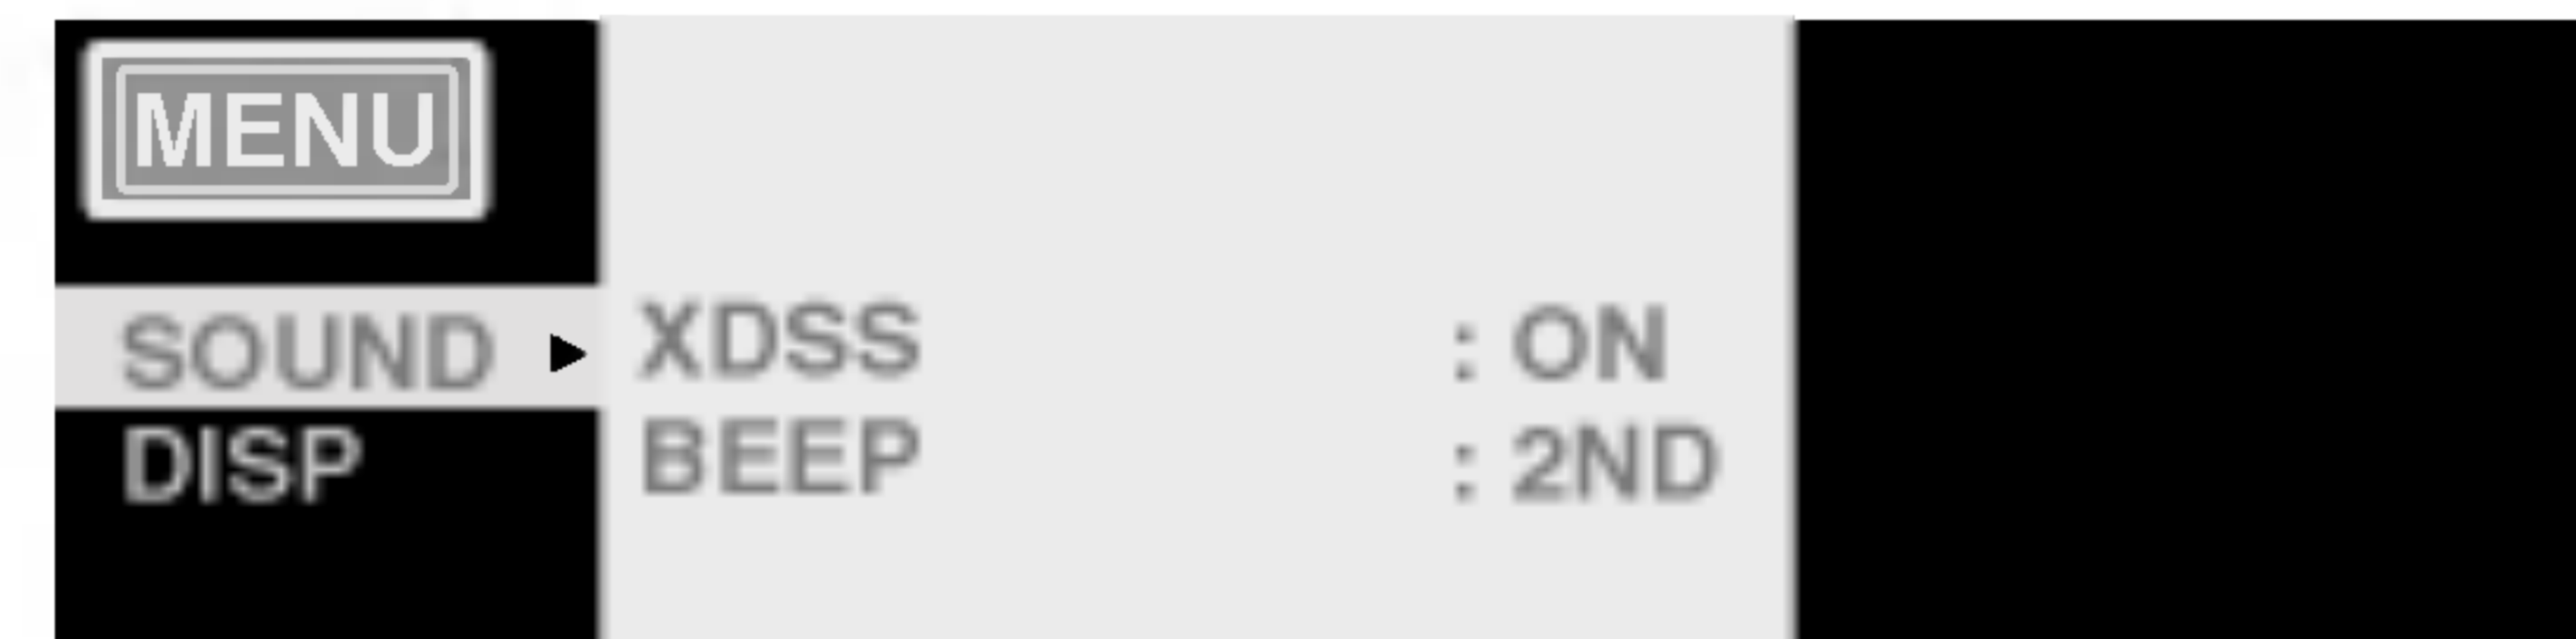 MENU
SOUND ▶ XDSS : ON
DISP BEEP : 2ND